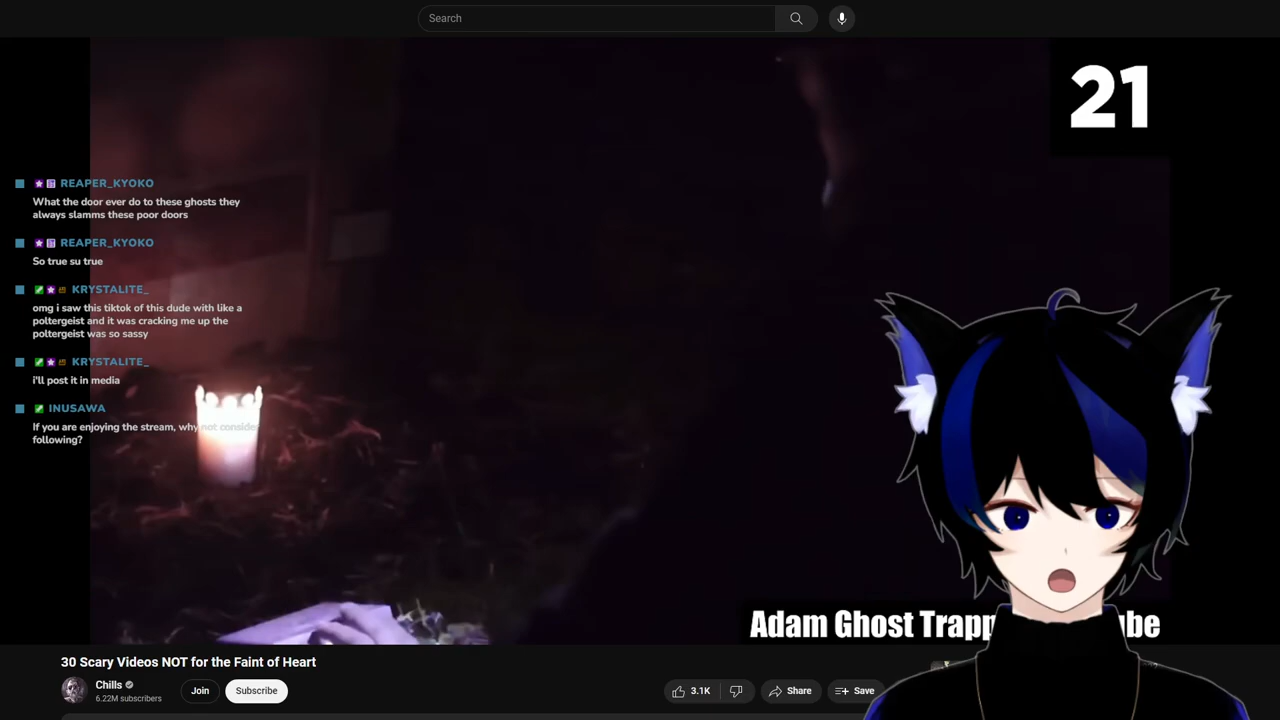 Search
21
REAPER_KYOKO
What the door ever do to these ghosts they
always slamms these poor doors
REAPER_KYOKO
So true su true
KRYSTALITE_
omg i saw this tiktok of this dude with like a
poltergeist and it was cracking me up the
poltergeist was so sassy
KRYSTALITE_
i'll post it in media
INUSAWA
If you are enjoying the stream, why not conside
following?
Adam Ghost Trapp ube
30 Scary Videos NOT for the Faint of Heart
Chills
6.22M subscribers
Join
Subscribe
3.1K
Share
Save